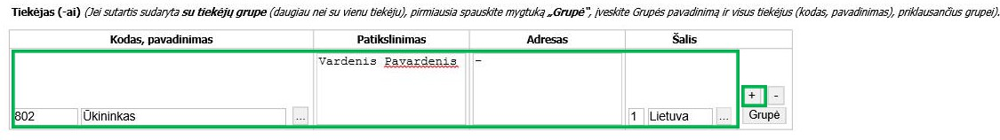 Tiekėjas (-ai) (Jei sutartis sudaryta su tiekėjų grupe (daugiau nei su vienu tiekėju), pirmiausia spauskite mygtuką „Grupė“, įveskite Grupės pavadinimą ir visus tiekėjus (kodas, pavadinimas), priklausančius grupei).
Kodas, pavadinimas Patikslinimas Adresas Šalis
Vardenis Pavardenis –
+ -
802 Ūkininkas ... 1 Lietuva ... Grupė